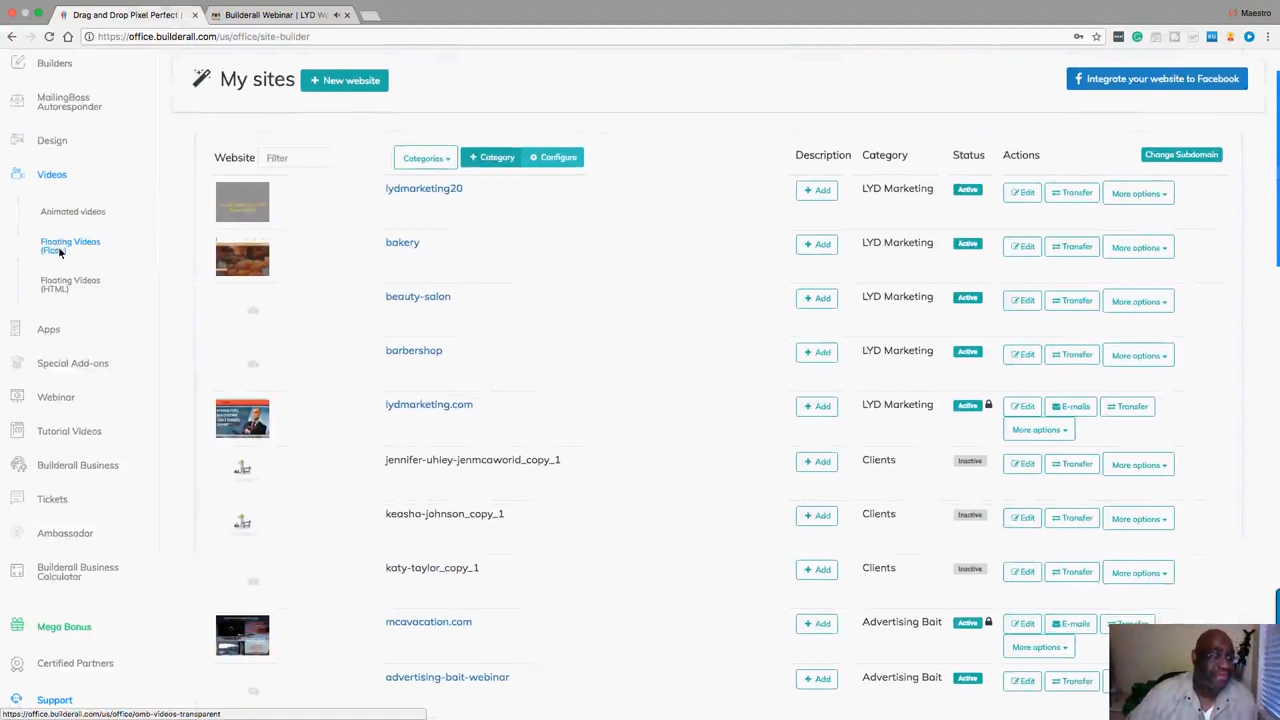 Drag and Drop Pixel Perfect |
Builderall Webinar | LYD Wa
Maestro
https://office.builderall.com/us/office/site-builder
Builders
MailingBoss
Autoresponder
Design
Videos
Animated videos
Floating Videos
Floating Videos
(HTML)
Apps
Special Add-ons
Webinar
Tutorial Videos
Builderall Business
Tickets
Ambassador
Builderall Business
Calculator
Mega Bonus
Certified Partners
Support
My sites
+ New website
f Integrate your website to Facebook
Website Filter Categories + Category Configure Description Category Status Actions Change Subdomain
lydmarketing20 + Add LYD Marketing Active Edit Transfer More options
bakery + Add LYD Marketing Active Edit Transfer More options
beauty-salon + Add LYD Marketing Active Edit Transfer More options
barbershop + Add LYD Marketing Active Edit Transfer More options
lydmarketing.com + Add LYD Marketing Active Edit E-mails Transfer
More options
jennifer-uhley-jenmcaworld_copy_1 + Add Clients Inactive Edit Transfer More options
keasha-johnson_copy_1 + Add Clients Inactive Edit Transfer More options
katy-taylor_copy_1 + Add Clients Inactive Edit Transfer More options
mcavacation.com + Add Advertising Bait Active Edit E-mails
More options
advertising-bait-webinar + Add Advertising Bait Active Edit Transfer
https://office.builderall.com/us/office/omb-videos-transparent